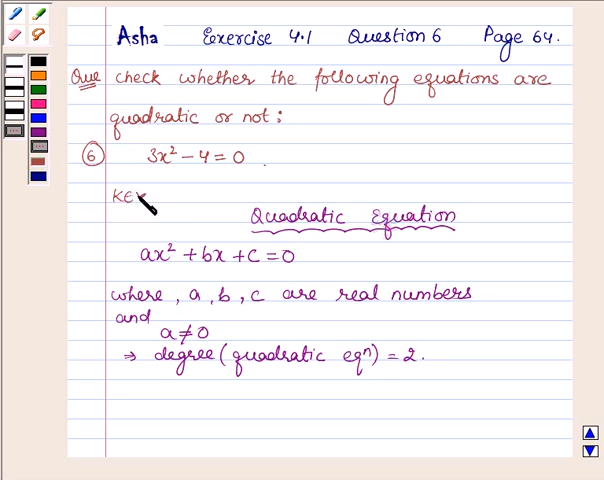 Asha Exercise 4.1 Question 6 Page 64.
Que check whether the following equations are
quadratic or not:
6 3x² - 4 = 0 .
KE
Quadratic Equation
ax² + bx + c = 0
where, a, b, c are real numbers
and
a ≠ 0
⇒ degree (quadratic eqⁿ) = 2.